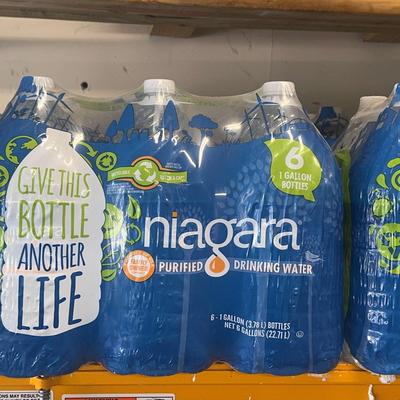 GIVE THIS
BOTTLE
ANOTHER
LIFE
6
1 GALLON
BOTTLES
niagara
PURIFIED DRINKING WATER
6 - 1 GALLON (3.78 L) BOTTLES
NET 6 GALLONS (22.71 L)